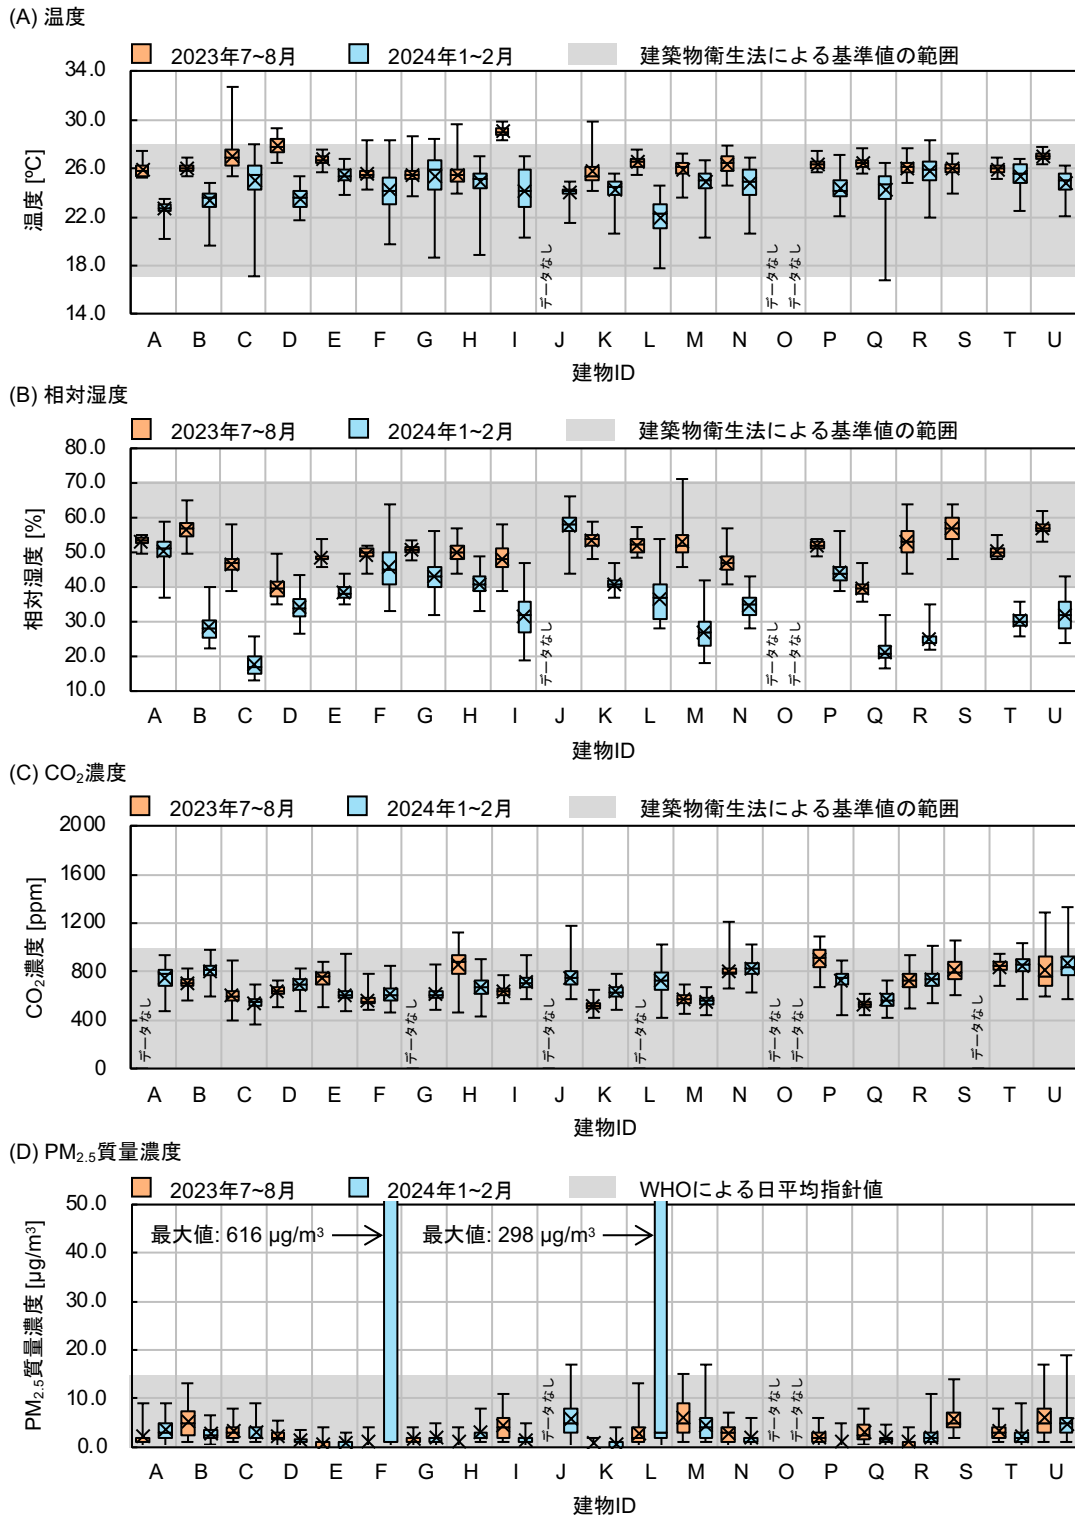 (A) 温度
2023年7~8月 2024年1~2月 建築物衛生法による基準値の範囲
34.0
30.0
26.0
22.0
18.0
14.0
温度 [ºC]
データなし データなし データなし
A B C D E F G H I J K L M N O P Q R S T U
建物ID
(B) 相対湿度
2023年7~8月 2024年1~2月 建築物衛生法による基準値の範囲
80.0
70.0
60.0
50.0
40.0
30.0
20.0
10.0
相対湿度 [%]
データなし データなし データなし
A B C D E F G H I J K L M N O P Q R S T U
建物ID
(C) CO₂濃度
2023年7~8月 2024年1~2月 建築物衛生法による基準値の範囲
2000
1600
1200
800
400
0
CO₂濃度 [ppm]
データなし データなし データなし データなし データなし データなし データなし
A B C D E F G H I J K L M N O P Q R S T U
建物ID
(D) PM₂.₅質量濃度
2023年7~8月 2024年1~2月 WHOによる日平均指針値
50.0
40.0
30.0
20.0
10.0
0.0
PM₂.₅質量濃度 [µg/m³]
最大値: 616 µg/m³ 最大値: 298 µg/m³
データなし データなし データなし
A B C D E F G H I J K L M N O P Q R S T U
建物ID